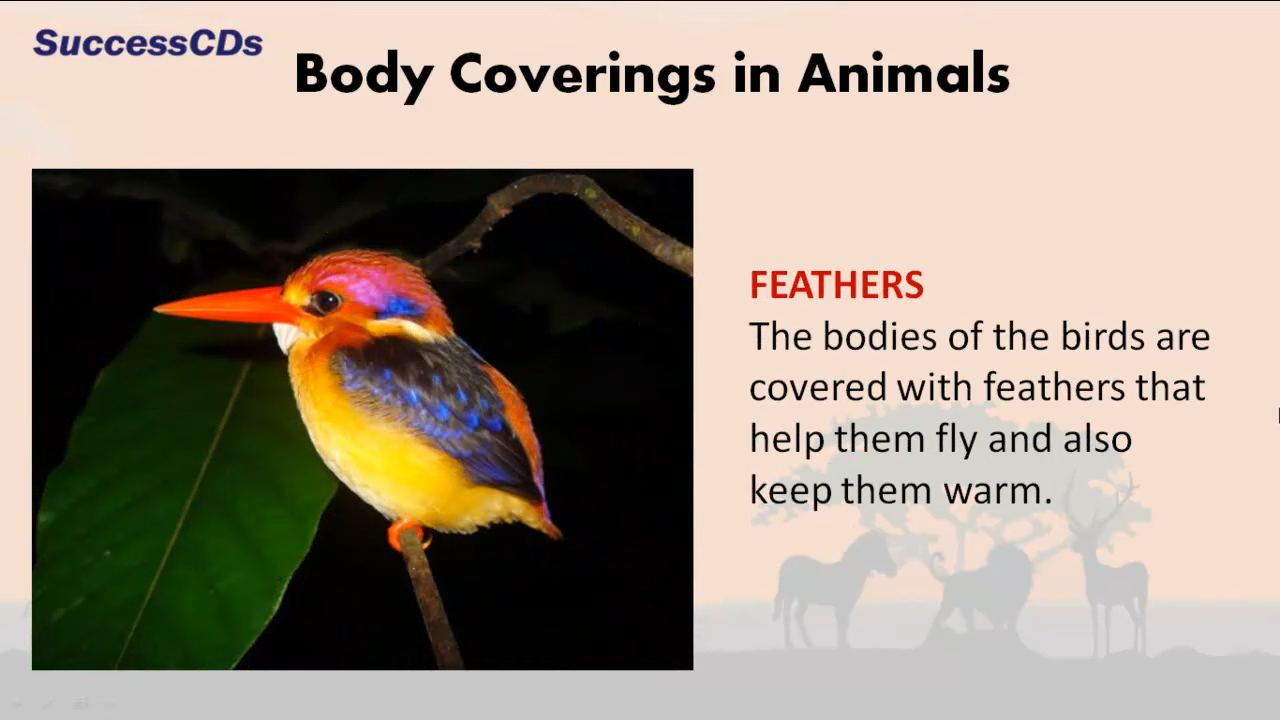 SuccessCDs
Body Coverings in Animals
FEATHERS
The bodies of the birds are
covered with feathers that
help them fly and also
keep them warm.